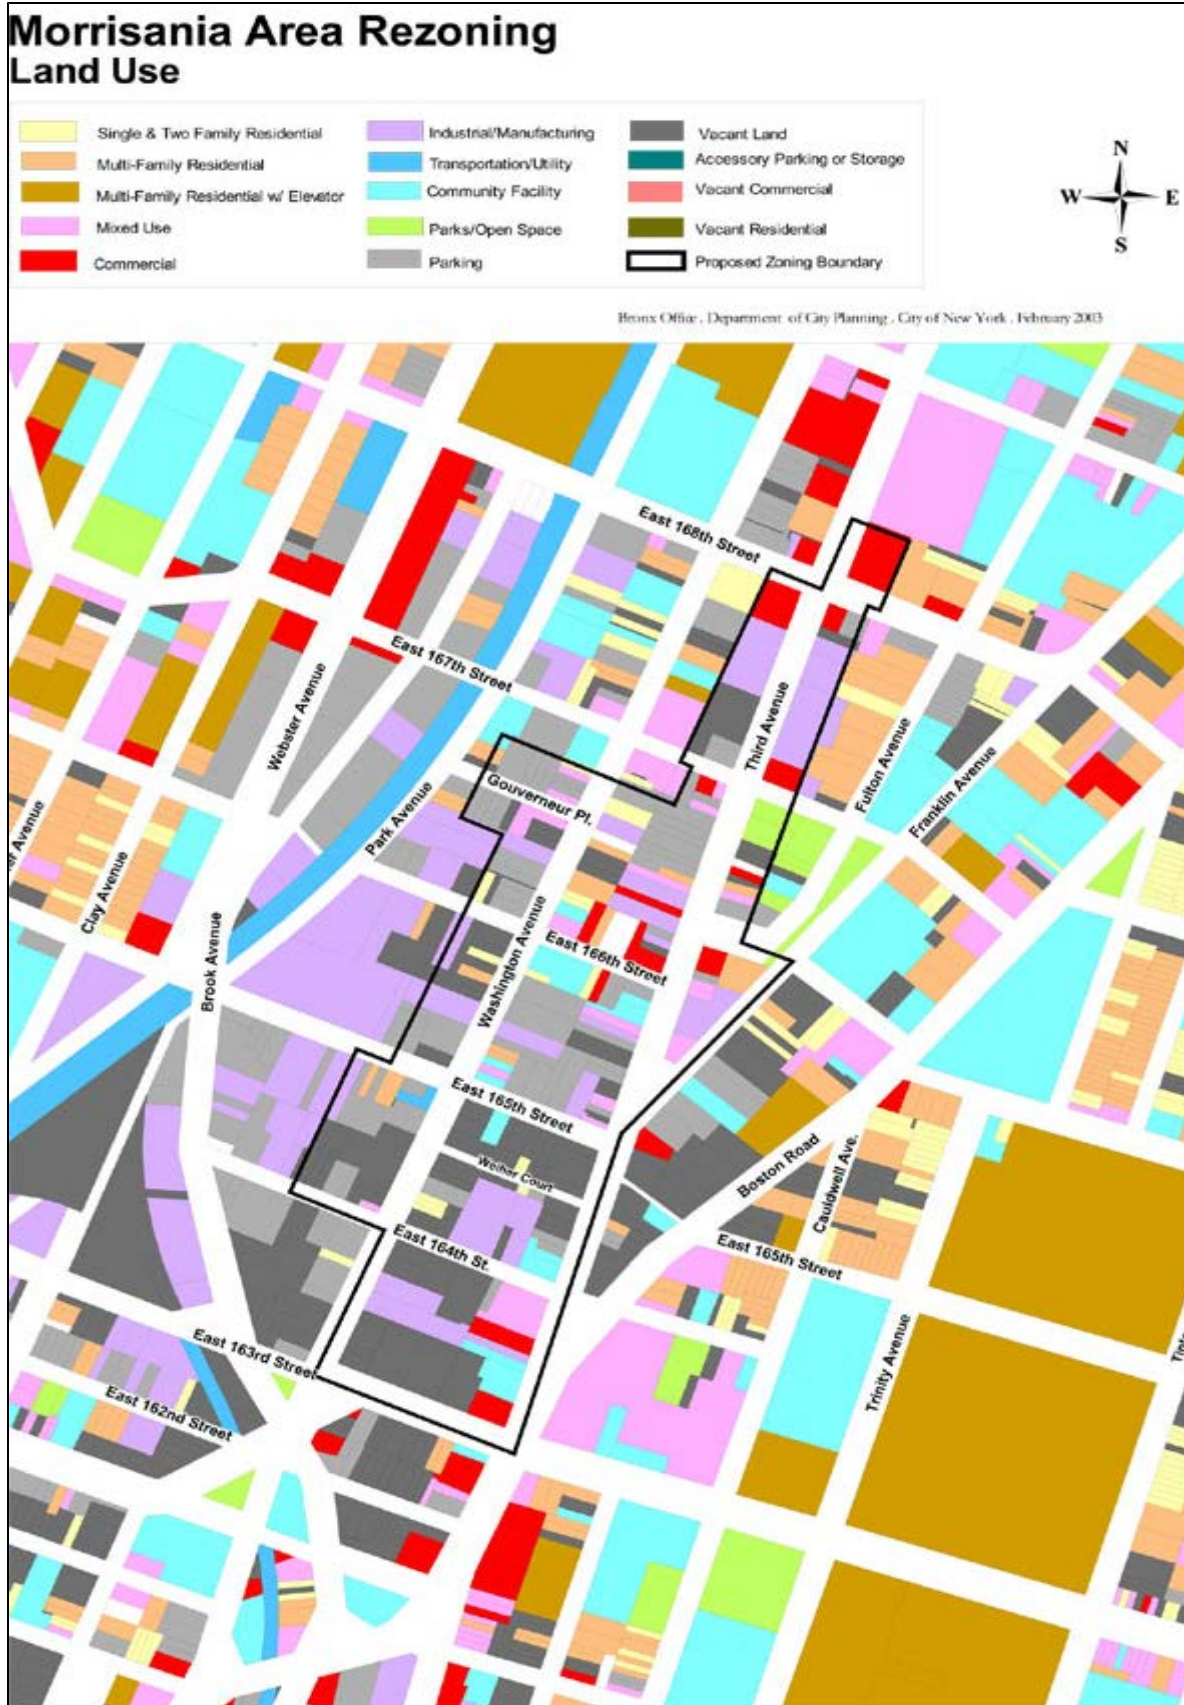 Morrisania Area Rezoning
Land Use
Single & Two Family Residential
Multi-Family Residential
Multi-Family Residential w/ Elevator
Mixed Use
Commercial
Industrial/Manufacturing
Transportation/Utility
Community Facility
Parks/Open Space
Parking
Vacant Land
Accessory Parking or Storage
Vacant Commercial
Vacant Residential
Proposed Zoning Boundary
N
W E
S
Bronx Office . Department of City Planning . City of New York . February 2003
East 168th Street
East 167th Street
Webster Avenue
Third Avenue
Fulton Avenue
Franklin Avenue
Gouverneur Pl.
Park Avenue
Clay Avenue
Brook Avenue
Washington Avenue
East 166th Street
East 165th Street
Weiher Court
Boston Road
Cauldwell Ave.
East 164th St.
East 165th Street
Trinity Avenue
East 163rd Street
East 162nd Street
Avenue